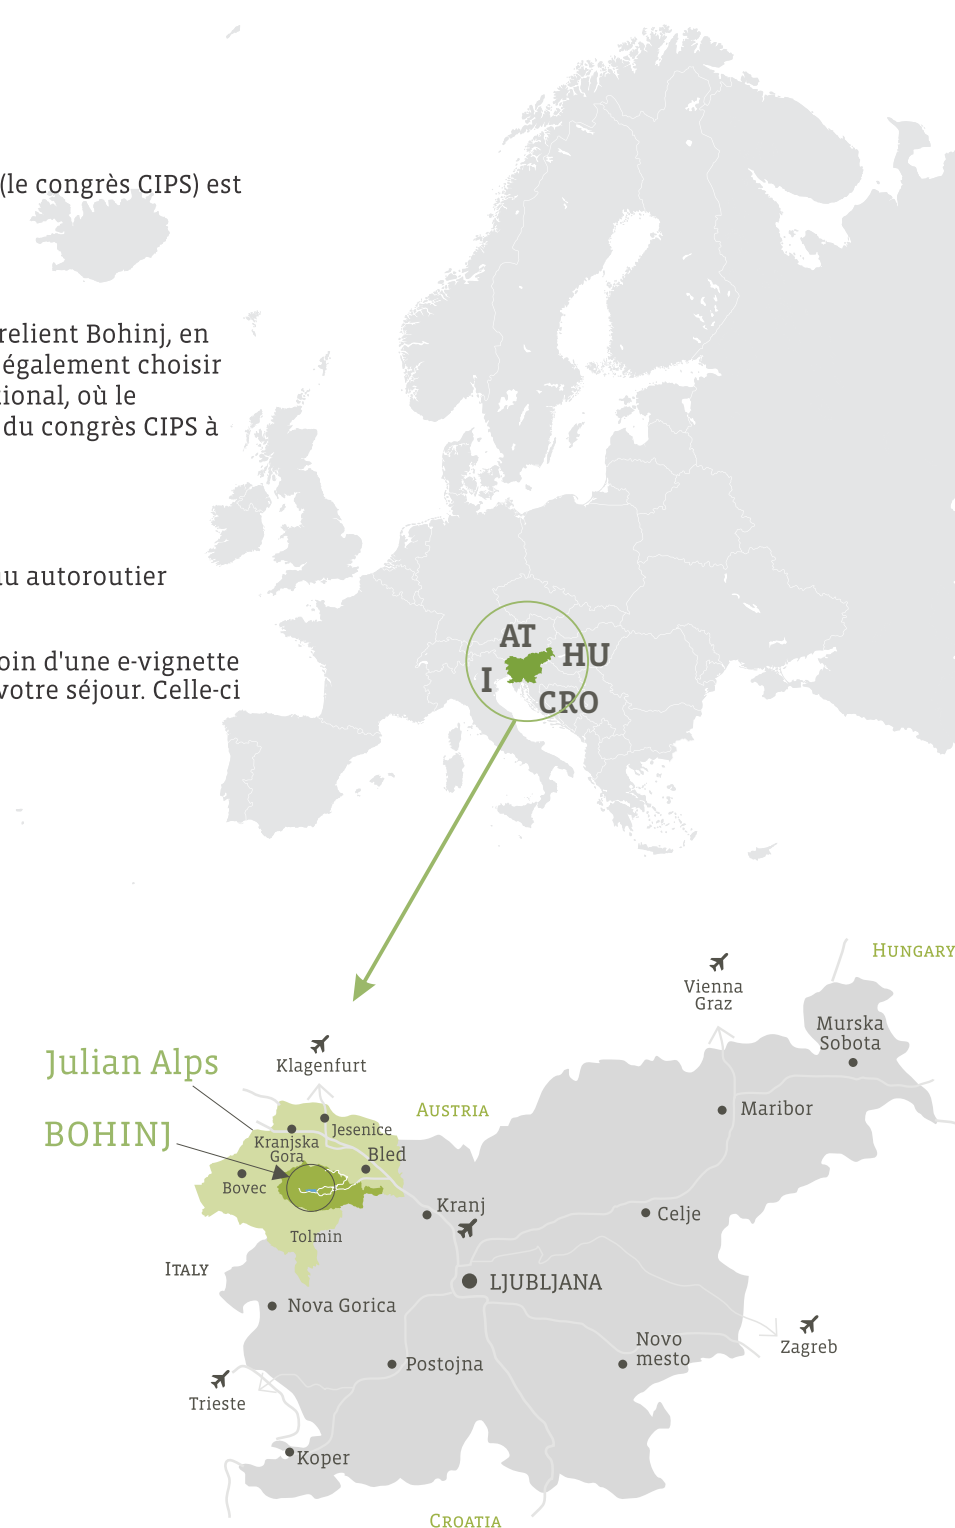 (le congrès CIPS) est
relient Bohinj, en
également choisir
tional, où le
du congrès CIPS à
au autoroutier
oin d'une e-vignette
votre séjour. Celle-ci
AT
HU
I
CRO
HUNGARY
Vienna
Graz
Murska
Sobota
Klagenfurt
Julian Alps
AUSTRIA
Maribor
BOHINJ
Jesenice
Kranjska
Gora
Bled
Bovec
Kranj
Celje
Tolmin
ITALY
LJUBLJANA
Nova Gorica
Novo
mesto
Zagreb
Postojna
Trieste
Koper
CROATIA